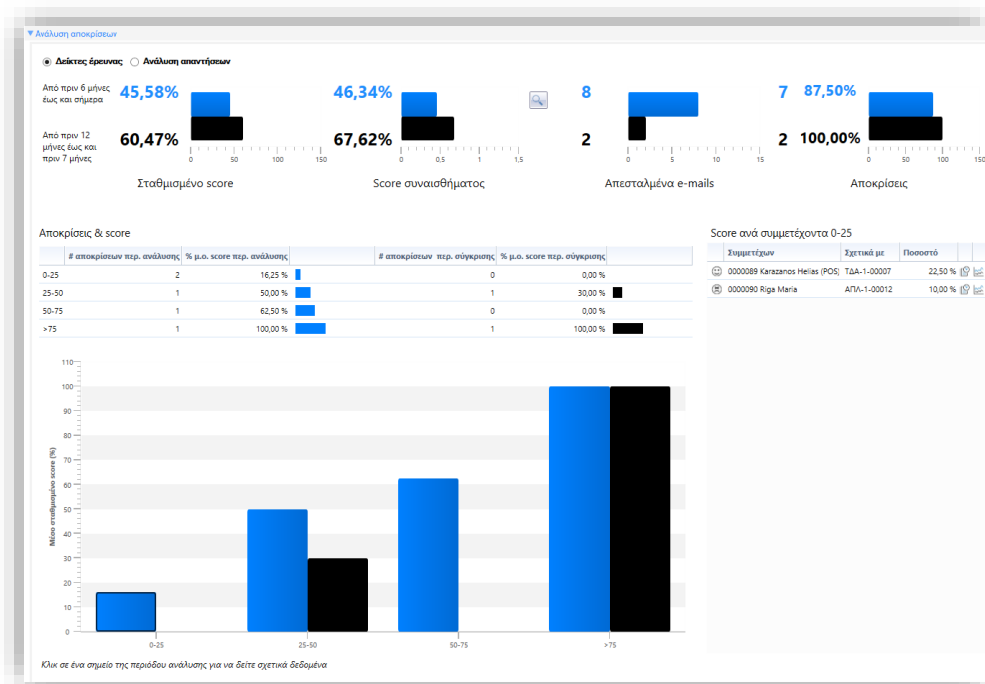 Ανάλυση αποκρίσεων
Δείκτες έρευνας Ανάλυση απαντήσεων
Από πριν 6 μήνες
έως και σήμερα
45,58%
46,34%
8
7 87,50%
Από πριν 12
μήνες έως και
πριν 7 μήνες
60,47%
67,62%
2
2 100,00%
0 50 100 150
0 0.5 1 1,5
0 5 10 15
0 50 100 150
Σταθμισμένο score
Score συναισθήματος
Απεσταλμένα e-mails
Αποκρίσεις
Αποκρίσεις & score
# αποκρίσεων περ. ανάλυσης % μ.ο. score περ. ανάλυσης # αποκρίσεων περ. σύγκρισης % μ.ο. score περ. σύγκρισης
0-25 2 16,25 % 0 0,00 %
25-50 1 50,00 % 1 30,00 %
50-75 1 62,50 % 0 0,00 %
>75 1 100,00 % 1 100,00 %
Score ανά συμμετέχοντα 0-25
Συμμετέχων Σχετικά με Ποσοστό
0000089 Karazanos Helias (POS) ΤΔΑ-1-00007 22,50 %
0000090 Riga Maria ΑΠΛ-1-00012 10,00 %
Μέσο σταθμισμένο score (%)
110
100
90
80
70
60
50
40
30
20
10
0
0-25 25-50 50-75 >75
Κλικ σε ένα σημείο της περιόδου ανάλυσης για να δείτε σχετικά δεδομένα